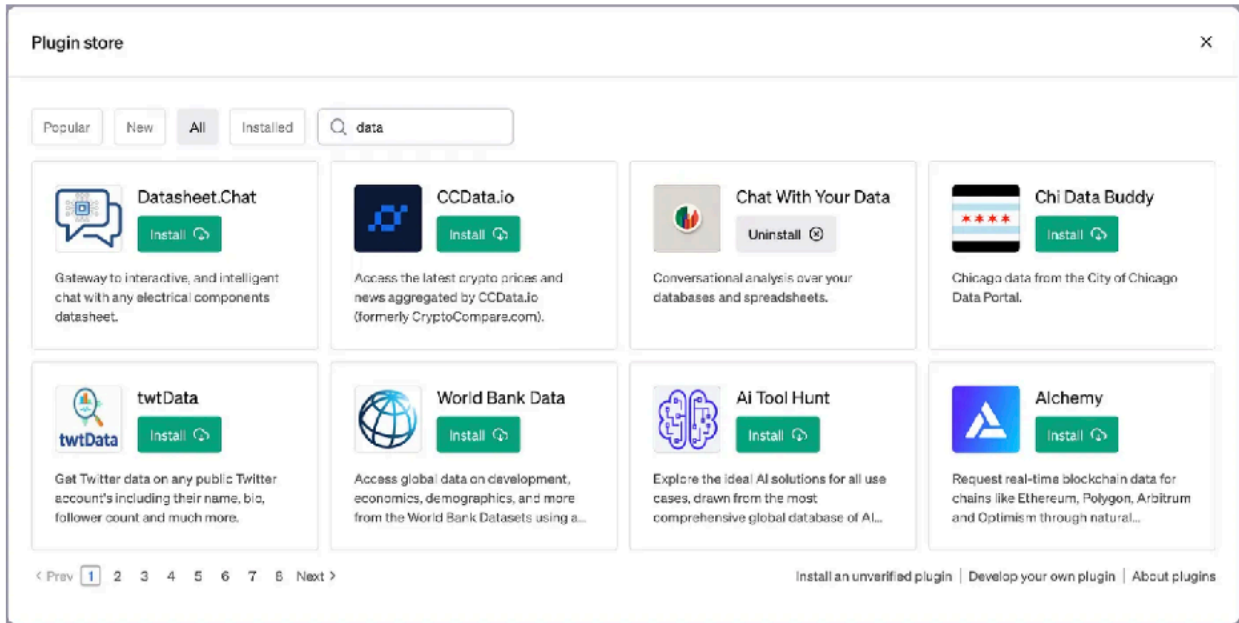 Plugin store
Popular
New
All
Installed
data
Datasheet.Chat
Install
Gateway to interactive, and intelligent
chat with any electrical components
datasheet.
CCData.io
Install
Access the latest crypto prices and
news aggregated by CCData.io
(formerly CryptoCompare.com).
Chat With Your Data
Uninstall
Conversational analysis over your
databases and spreadsheets.
Chi Data Buddy
Install
Chicago data from the City of Chicago
Data Portal.
twtData
twtData
Install
Get Twitter data on any public Twitter
account's including their name, bio,
follower count and much more.
World Bank Data
Install
Access global data on development,
economics, demographics, and more
from the World Bank Datasets using a...
Ai Tool Hunt
Install
Explore the ideal AI solutions for all use
cases, drawn from the most
comprehensive global database of AI...
Alchemy
Install
Request real-time blockchain data for
chains like Ethereum, Polygon, Arbitrum
and Optimism through natural...
< Prev 1 2 3 4 5 6 7 8 Next >
Install an unverified plugin | Develop your own plugin | About plugins